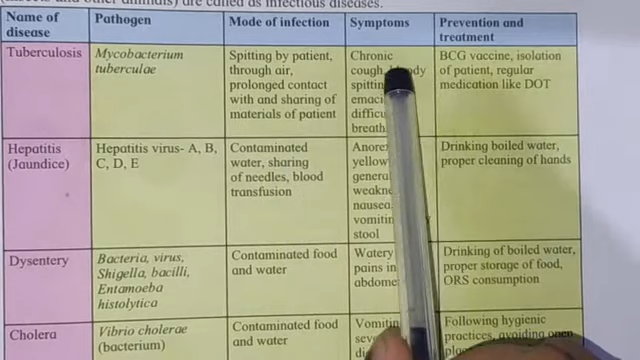 (insects and other animals) are called as infectious diseases.
Name of disease
Pathogen
Mode of infection
Symptoms
Prevention and treatment
Tuberculosis
Mycobacterium
tuberculae
Spitting by patient,
through air,
prolonged contact
with and sharing of
materials of patient
Chronic
cough,
spitting
difficu
breath
BCG vaccine, isolation
of patient, regular
medication like DOT
Hepatitis
(Jaundice)
Hepatitis virus- A, B,
C, D, E
Contaminated
water, sharing
of needles, blood
transfusion
Anore
yellow
genera
weakne
nausea
vomitin
stool
Drinking boiled water,
proper cleaning of hands
Dysentery
Bacteria, virus,
Shigella, bacilli,
Entamoeba
histolytica
Contaminated food
and water
Watery
pains in
abdome
Drinking of boiled water,
proper storage of food,
ORS consumption
Cholera
Vibrio cholerae
(bacterium)
Contaminated food
and water
Vomitin
seve
Following hygienic
practices, avoiding open